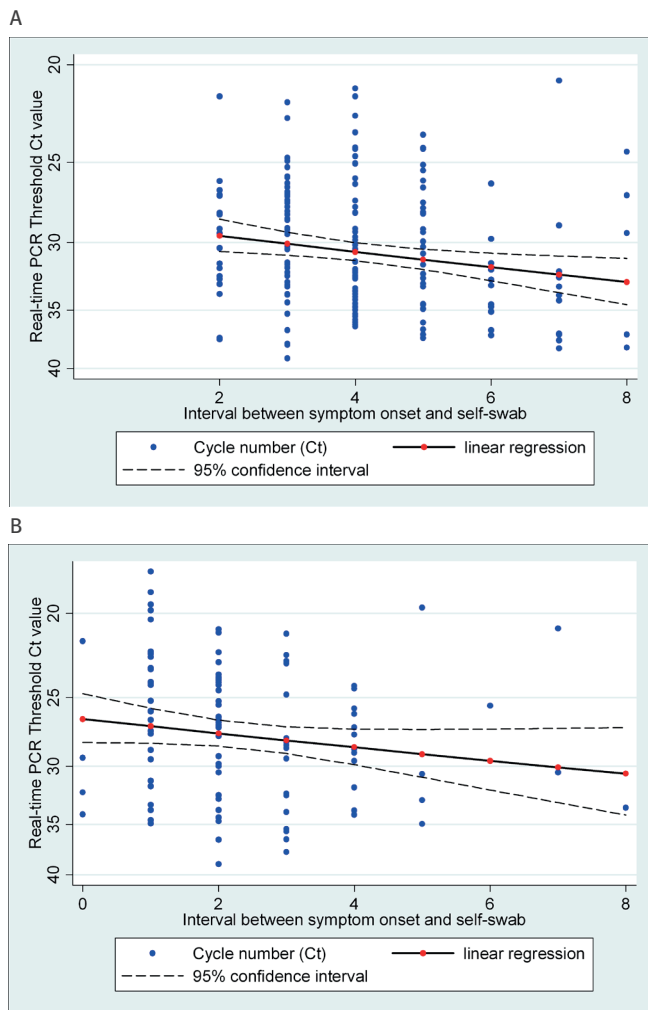 A
Real-time PCR Threshold Ct value
20
25
30
35
40
2
4
6
8
Interval between symptom onset and self-swab
Cycle number (Ct)
linear regression
95% confidence interval
B
Real-time PCR Threshold Ct value
20
25
30
35
40
0
2
4
6
8
Interval between symptom onset and self-swab
Cycle number (Ct)
linear regression
95% confidence interval